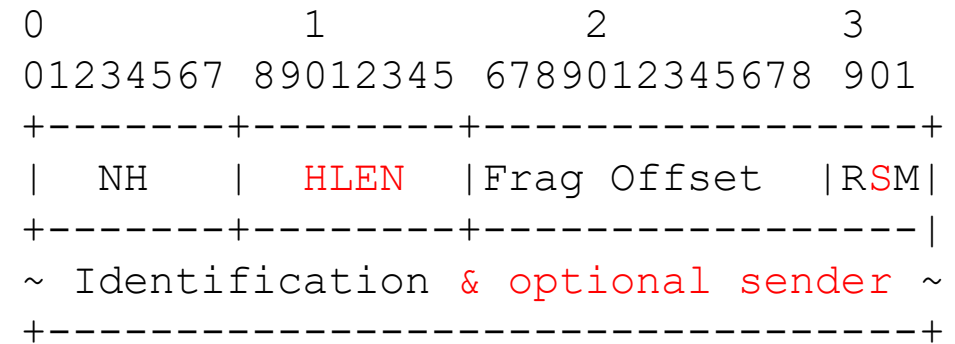 0 1 2 3
01234567 89012345 6789012345678 901
+-------+--------+-----------------+
| NH | HLEN |Frag Offset |RSM|
+-------+--------+-----------------|
~ Identification & optional sender ~
+----------------------------------+